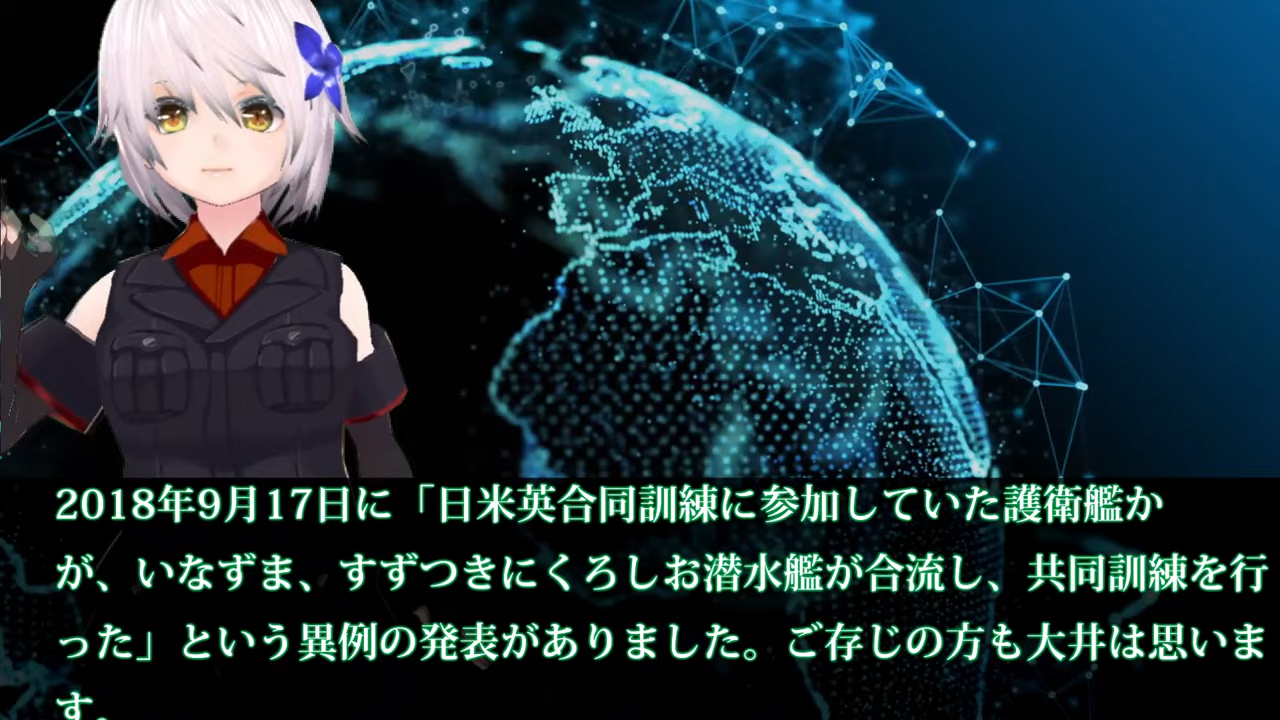 2018年9月17日に「日米英合同訓練に参加していた護衛艦か
が、いなずま、すずつきにくろしお潜水艦が合流し、共同訓練を行
った」という異例の発表がありました。ご存じの方も大井は思いま
す。